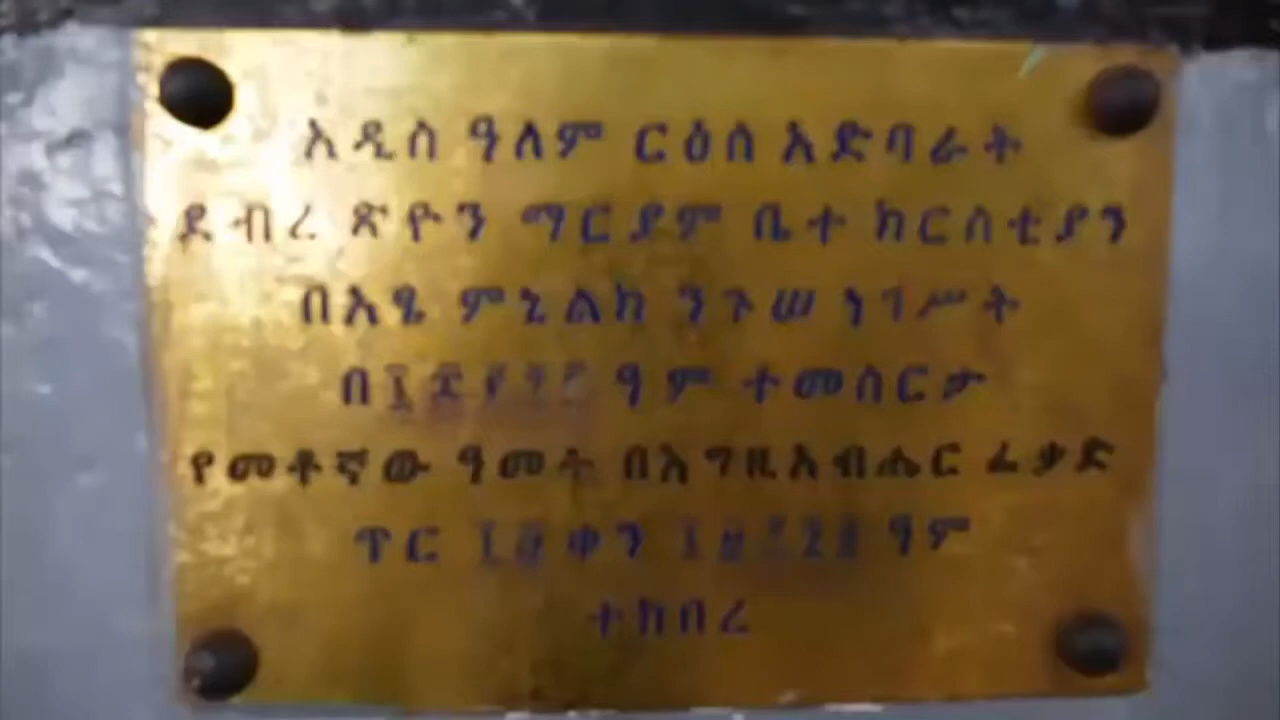 አዲስ ዓለም ርዕሰ አድባራት
ደብረ ጽዮን ማርያም ቤተ ክርስቲያን
በአፄ ምኒልክ ንጉሠ ነገሥት
ዓም ተመስርታ
የመቶኛው ዓመት በእግዚአብሔር ፈቃድ
ጥር ቀን ዓም
ተከበረ